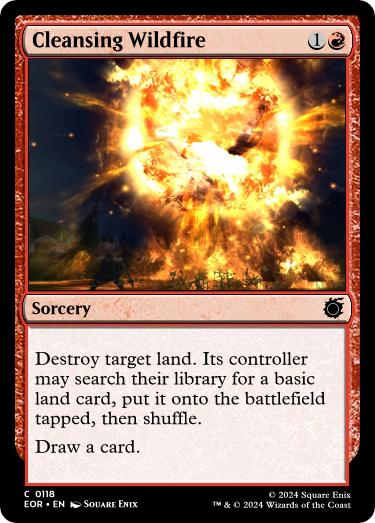 Cleansing Wildfire 1
Sorcery
Destroy target land. Its controller
may search their library for a basic
land card, put it onto the battlefield
tapped, then shuffle.
Draw a card.
C 0118
EOR • EN SQUARE ENIX
© 2024 Square Enix
™ & © 2024 Wizards of the Coast